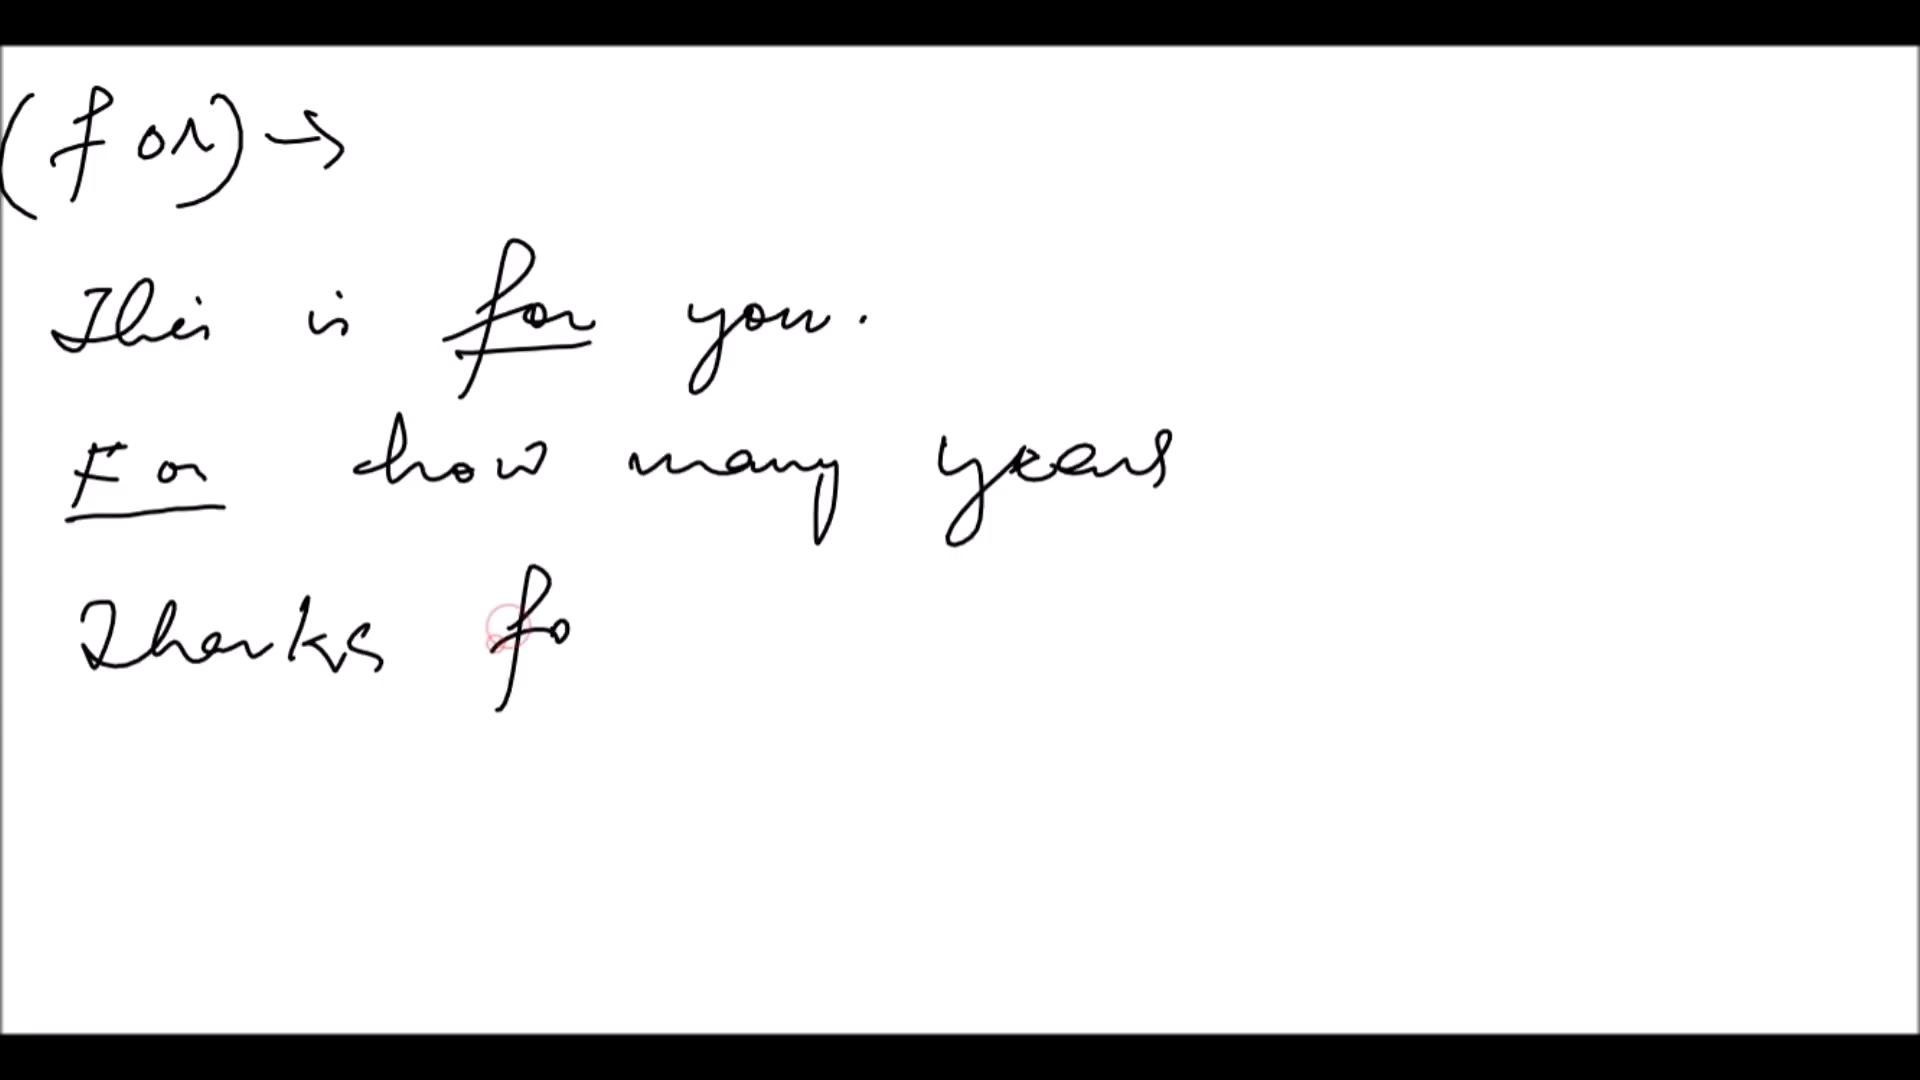 (for) →
This is for you.
For how many years
Thanks fo